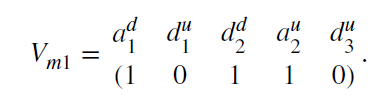 V_{m1} = a_1^d d_1^u d_2^d a_2^u d_3^u
(1 0 1 1 0) .